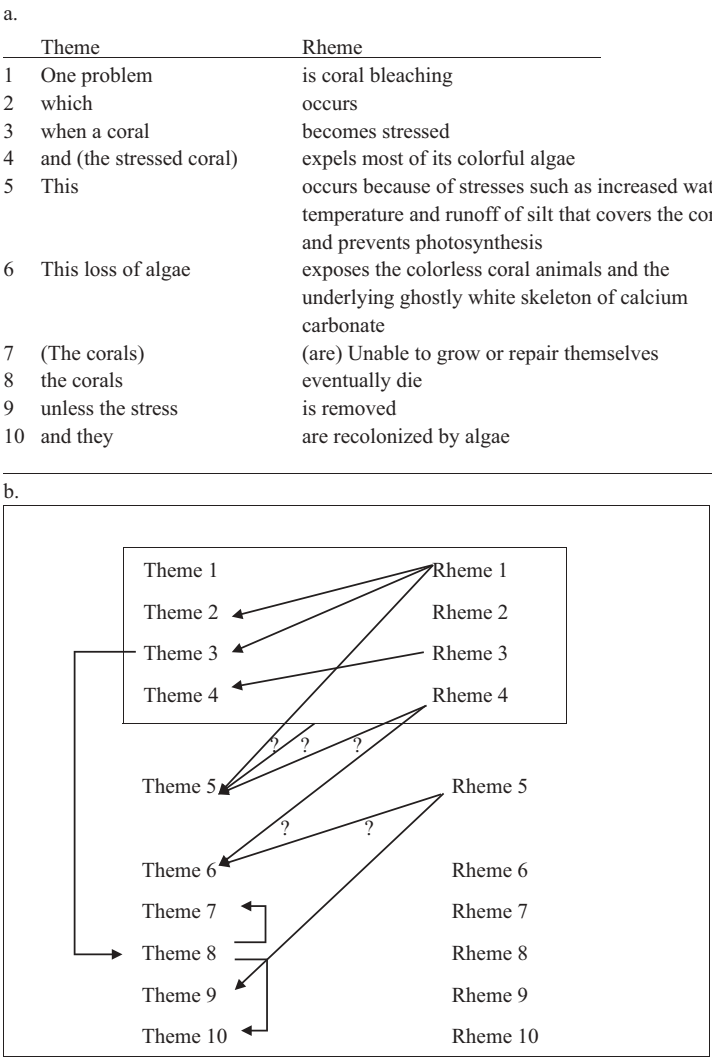 a.
Theme Rheme
1 One problem is coral bleaching
2 which occurs
3 when a coral becomes stressed
4 and (the stressed coral) expels most of its colorful algae
5 This occurs because of stresses such as increased wat
temperature and runoff of silt that covers the co
and prevents photosynthesis
6 This loss of algae exposes the colorless coral animals and the
underlying ghostly white skeleton of calcium
carbonate
7 (The corals) (are) Unable to grow or repair themselves
8 the corals eventually die
9 unless the stress is removed
10 and they are recolonized by algae
b.
Theme 1 Rheme 1
Theme 2 Rheme 2
Theme 3 Rheme 3
Theme 4 Rheme 4
? ? ?
Theme 5 Rheme 5
? ?
Theme 6 Rheme 6
Theme 7 Rheme 7
Theme 8 Rheme 8
Theme 9 Rheme 9
Theme 10 Rheme 10